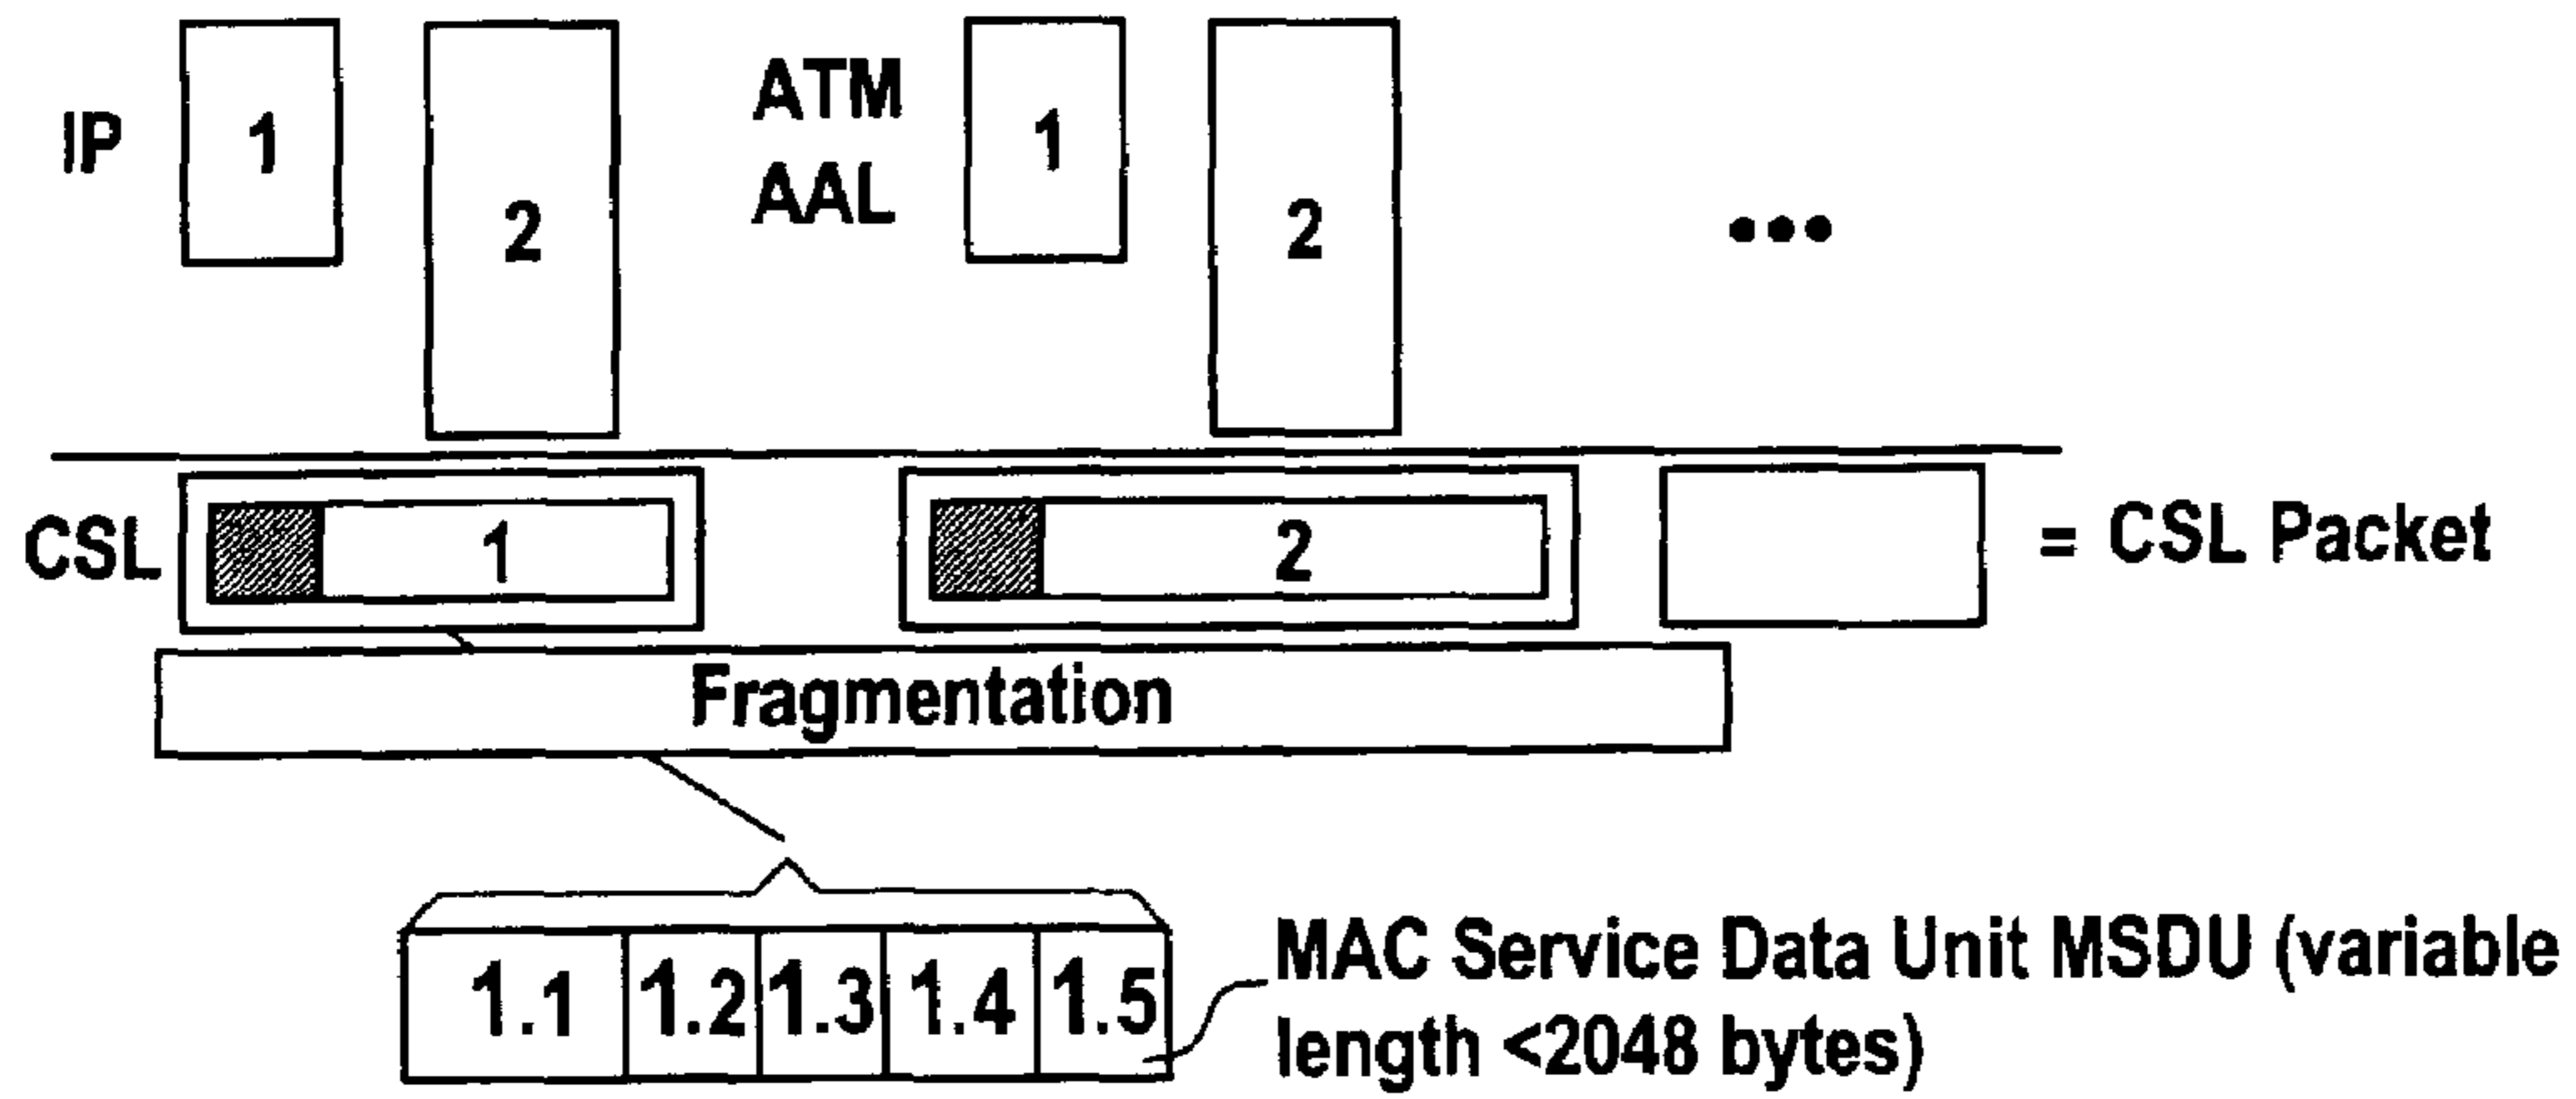 IP
1
2
ATM
AAL
1
2
•••
CSL
1
2
= CSL Packet
Fragmentation
1.1 1.2 1.3 1.4 1.5
MAC Service Data Unit MSDU (variable
length <2048 bytes)